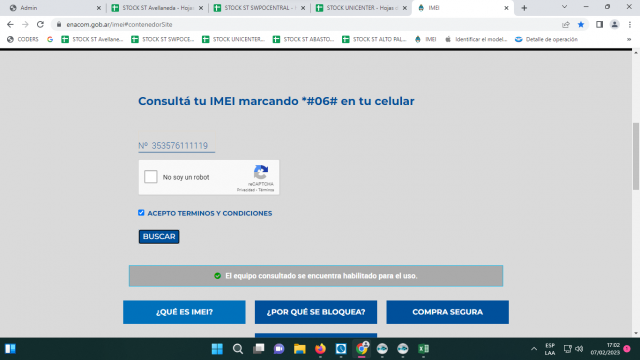 Admin
STOCK ST Avellaneda - Hojas
STOCK ST SWPOCENTRAL - 
STOCK UNICENTER - Hojas
IMEI
enacom.gob.ar/imei#contenedorSite
CODERS
G
STOCK ST Avellane...
STOCK ST SWPOCE...
STOCK UNICENTER...
STOCK ST ABASTO...
STOCK ST ALTO PAL...
IMEI
Identificar el model...
Detalle de operación
Consultá tu IMEI marcando *#06# en tu celular
Nº 353576111119
No soy un robot
reCAPTCHA
Privacidad - Términos
ACEPTO TERMINOS Y CONDICIONES
BUSCAR
El equipo consultado se encuentra habilitado para el uso.
¿QUÉ ES IMEI?
¿POR QUÉ SE BLOQUEA?
COMPRA SEGURA
ESP
LAA
17:02
07/02/2023